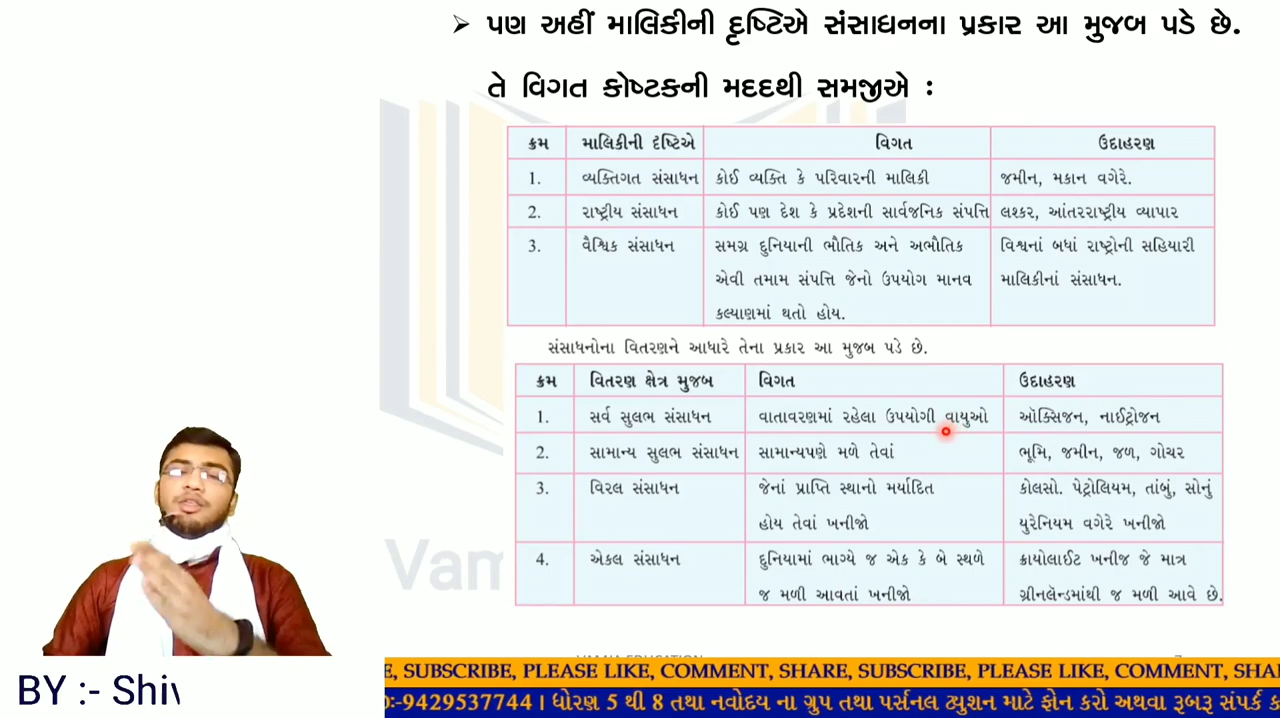 ➢ પણ અહીં માલિકીની દૃષ્ટિએ સંસાધનના પ્રકાર આ મુજબ પડે છે.
તે વિગત કોષ્ટકની મદદથી સમજીએ :
ક્રમ માલિકીની દૃષ્ટિએ વિગત ઉદાહરણ
1. વ્યક્તિગત સંસાધન કોઈ વ્યક્તિ કે પરિવારની માલિકી જમીન, મકાન વગેરે.
2. રાષ્ટ્રીય સંસાધન કોઈ પણ દેશ કે પ્રદેશની સાર્વજનિક સંપત્તિ લશ્કર, આંતરરાષ્ટ્રીય વ્યાપાર
3. વૈશ્વિક સંસાધન સમગ્ર દુનિયાની ભૌતિક અને અભૌતિક વિશ્વનાં બધાં રાષ્ટ્રોની સહિયારી
એવી તમામ સંપત્તિ જેનો ઉપયોગ માનવ માલિકીનાં સંસાધન.
કલ્યાણમાં થતો હોય.
સંસાધનોના વિતરણને આધારે તેના પ્રકાર આ મુજબ પડે છે.
ક્રમ વિતરણ ક્ષેત્ર મુજબ વિગત ઉદાહરણ
1. સર્વ સુલભ સંસાધન વાતાવરણમાં રહેલા ઉપયોગી વાયુઓ ઑક્સિજન, નાઈટ્રોજન
2. સામાન્ય સુલભ સંસાધન સામાન્યપણે મળે તેવાં ભૂમિ, જમીન, જળ, ગોચર
3. વિરલ સંસાધન જેનાં પ્રાપ્તિ સ્થાનો મર્યાદિત કોલસો. પેટ્રોલિયમ, તાંબું, સોનું
હોય તેવાં ખનીજો યુરેનિયમ વગેરે ખનીજો
4. એકલ સંસાધન દુનિયામાં ભાગ્યે જ એક કે બે સ્થળે ક્રાયોલાઈટ ખનીજ જે માત્ર
જ મળી આવતાં ખનીજો ગ્રીનલૅન્ડમાંથી જ મળી આવે છે.
Vam
BY :- Shiv
E, SUBSCRIBE, PLEASE LIKE, COMMENT, SHARE, SUBSCRIBE, PLEASE LIKE, COMMENT, SHA
:-9429537744 | ધોરણ 5 થી 8 તથા નવોદય ના ગ્રુપ તથા પર્સનલ ટ્યુશન માટે ફોન કરો અથવા રૂબરૂ સંપર્ક